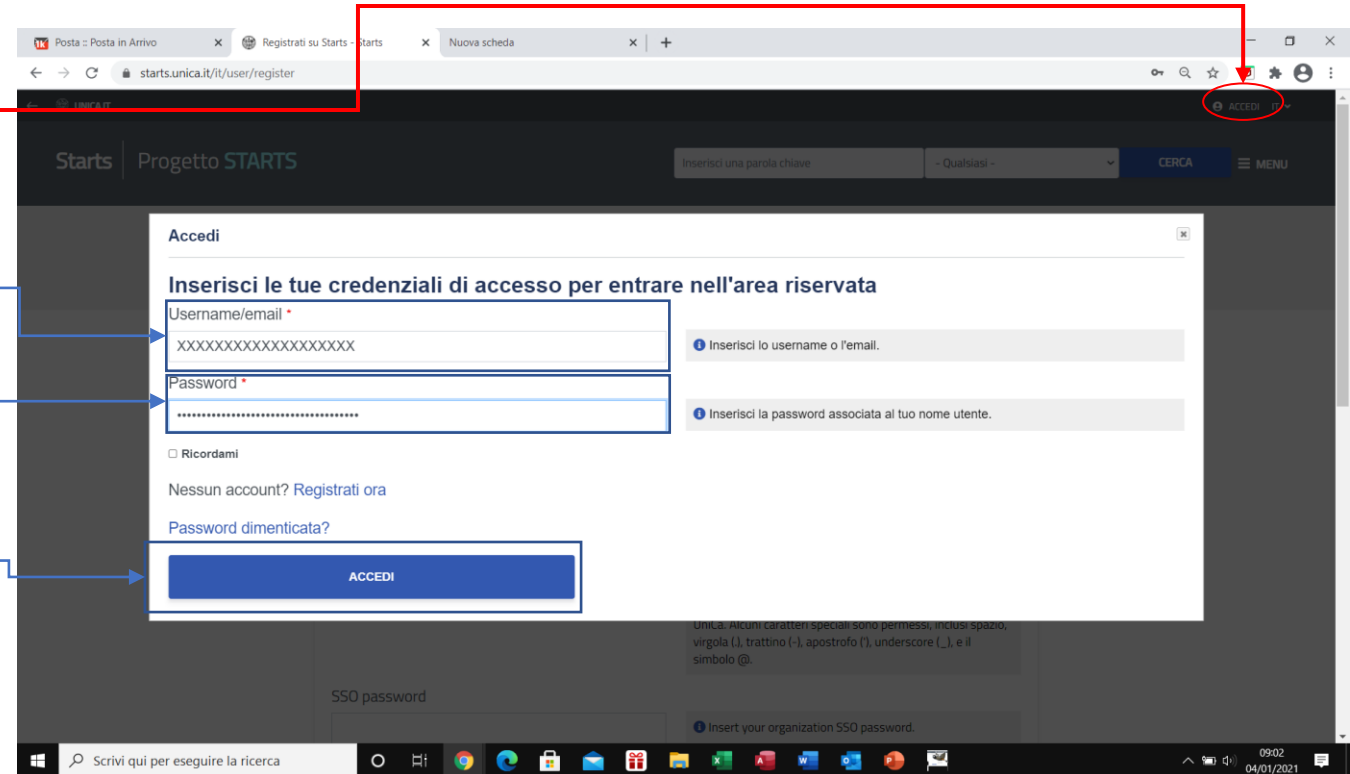 Posta :: Posta in Arrivo
Registrati su Starts - Starts
Nuova scheda
starts.unica.it/it/user/register
UNICA.IT
ACCEDI IT
Starts Progetto STARTS
Inserisci una parola chiave
- Qualsiasi -
CERCA
MENU
Accedi
Inserisci le tue credenziali di accesso per entrare nell'area riservata
Username/email *
XXXXXXXXXXXXXXXXXXX
Inserisci lo username o l'email.
Password *
Inserisci la password associata al tuo nome utente.
Ricordami
Nessun account? Registrati ora
Password dimenticata?
ACCEDI
UniCa. Alcuni caratteri speciali sono permessi, inclusi spazio,
virgola (,), trattino (-), apostrofo ('), underscore (_), e il
simbolo @.
SSO password
Insert your organization SSO password.
Scrivi qui per eseguire la ricerca
09:02
04/01/2021